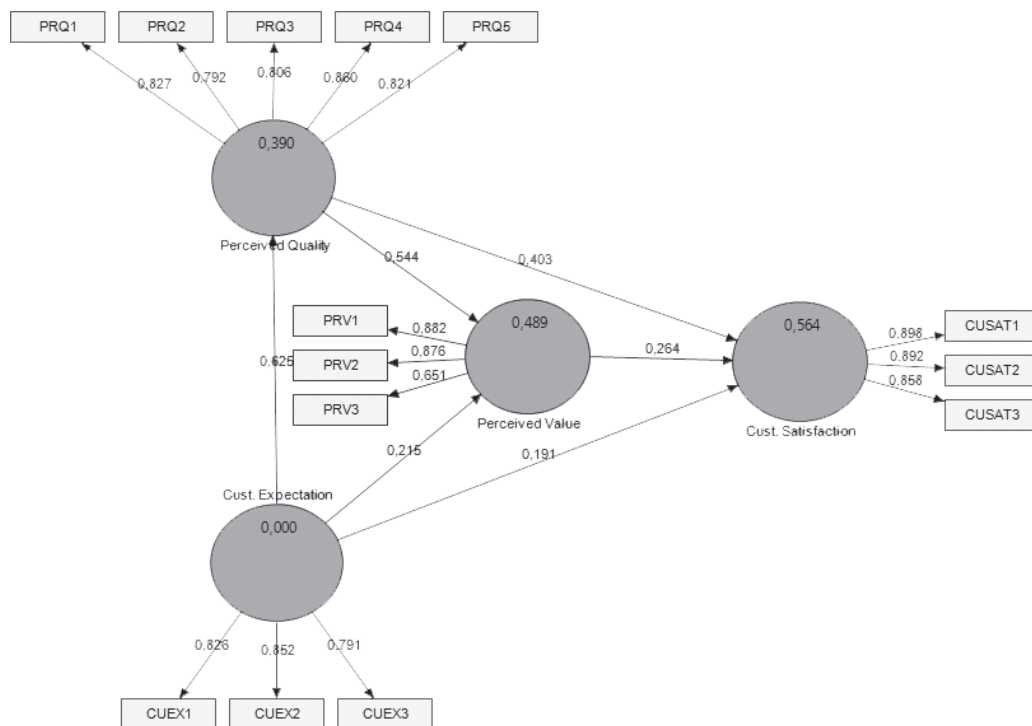 PRQ1 PRQ2 PRQ3 PRQ4 PRQ5
0.827 0.792 0.806 0.860 0.821
0,390
Perceived Quality
0,544
0,403
PRV1
PRV2
PRV3
0,882
0,876
0,651
0,489
Perceived Value
0,264
0,564
Cust. Satisfaction
0.898
0.892
0.858
CUSAT1
CUSAT2
CUSAT3
0.625
0,215
0,191
Cust. Expectation
0,000
0.826 0.852 0.791
CUEX1 CUEX2 CUEX3